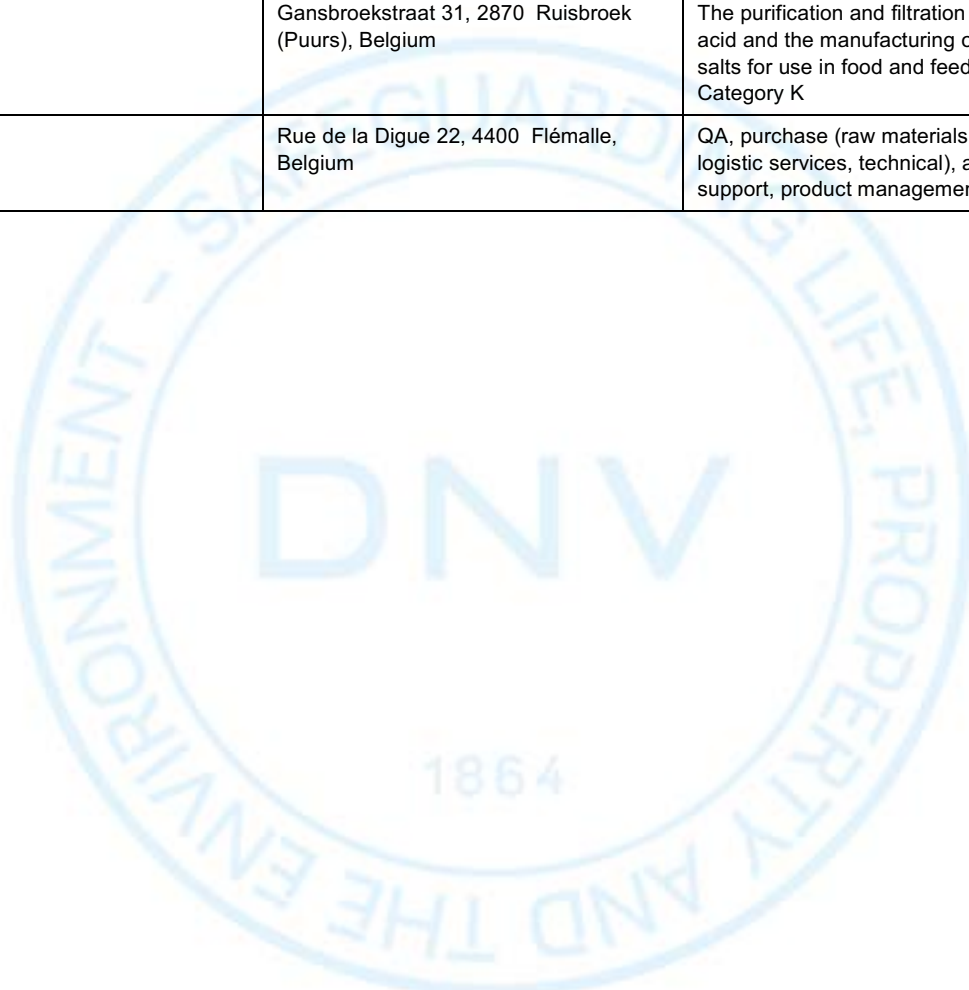 Gansbroekstraat 31, 2870 Ruisbroek
(Puurs), Belgium
The purification and filtration
acid and the manufacturing
salts for use in food and feed
Category K
Rue de la Digue 22, 4400 Flémalle,
Belgium
QA, purchase (raw materials
logistic services, technical),
support, product
SAFEGUARDING LIFE, PROPERTY AND THE ENVIRONMENT -
DNV
1864